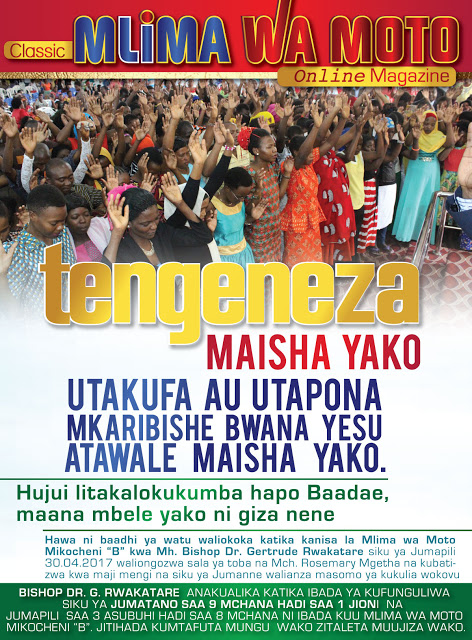 Classic MLiMA WA MOTO
Online Magazine
tengeneza
MAISHA YAKO
UTAKUFA AU UTAPONA
MKARIBISHE BWANA YESU
ATAWALE MAISHA YAKO.
Hujui litakalokukumba hapo Baadae,
maana mbele yako ni giza nene
Hawa ni baadhi ya watu waliokoka katika kanisa la Mlima wa Moto
Mikocheni "B" kwa Mh. Bishop Dr. Gertrude Rwakatare siku ya Jumapili
30.04.2017 waliongozwa sala ya toba na Mch. Rosemary Mgetha na kubati-
zwa kwa maji mengi na siku ya Jumanne walianza masomo ya kukulia wokovu
BISHOP DR. G. RWAKATARE ANAKUALIKA KATIKA IBADA YA KUFUNGULIWA
SIKU YA JUMATANO SAA 9 MCHANA HADI SAA 1 JIONI NA
JUMAPILI SAA 3 ASUBUHI HADI SAA 8 MCHANA NI IBADA KUU MLIMA WA MOTO
MIKOCHENI "B". JITIHADA KUMTAFUTA MUNGU WAKO ZITALETA MUUJIZA WAKO.